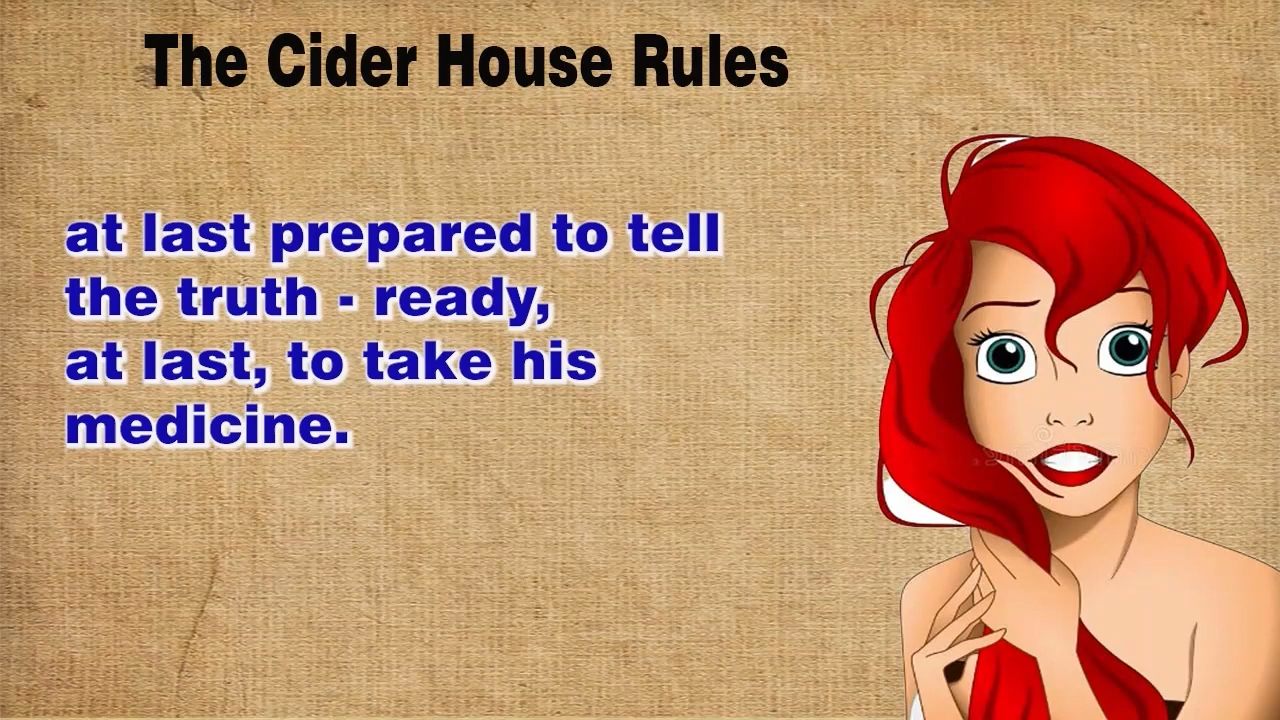 The Cider House Rules
at last prepared to tell
the truth - ready,
at last, to take his
medicine.